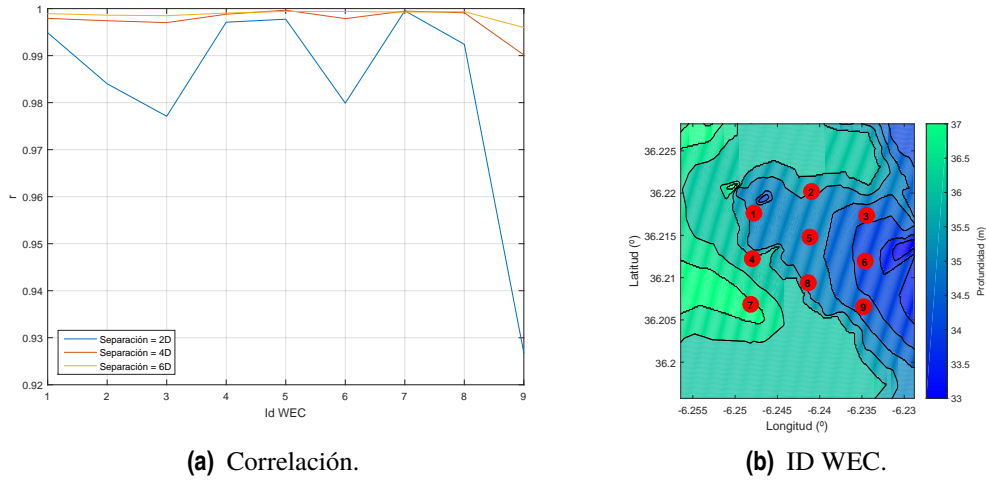 1
0.99
0.98
0.97
0.96
0.95
0.94
0.93
0.92
r
Separación = 2D
Separación = 4D
Separación = 6D
1 2 3 4 5 6 7 8 9
Id WEC
(a) Correlación.
36.225
36.22
36.215
36.21
36.205
36.2
Latitud (º)
2
1 3
5
4 6
8
7 9
-6.255 -6.25 -6.245 -6.24 -6.235 -6.23
Longitud (º)
37
36.5
36
35.5
35
34.5
34
33.5
33
Profundidad (m)
(b) ID WEC.